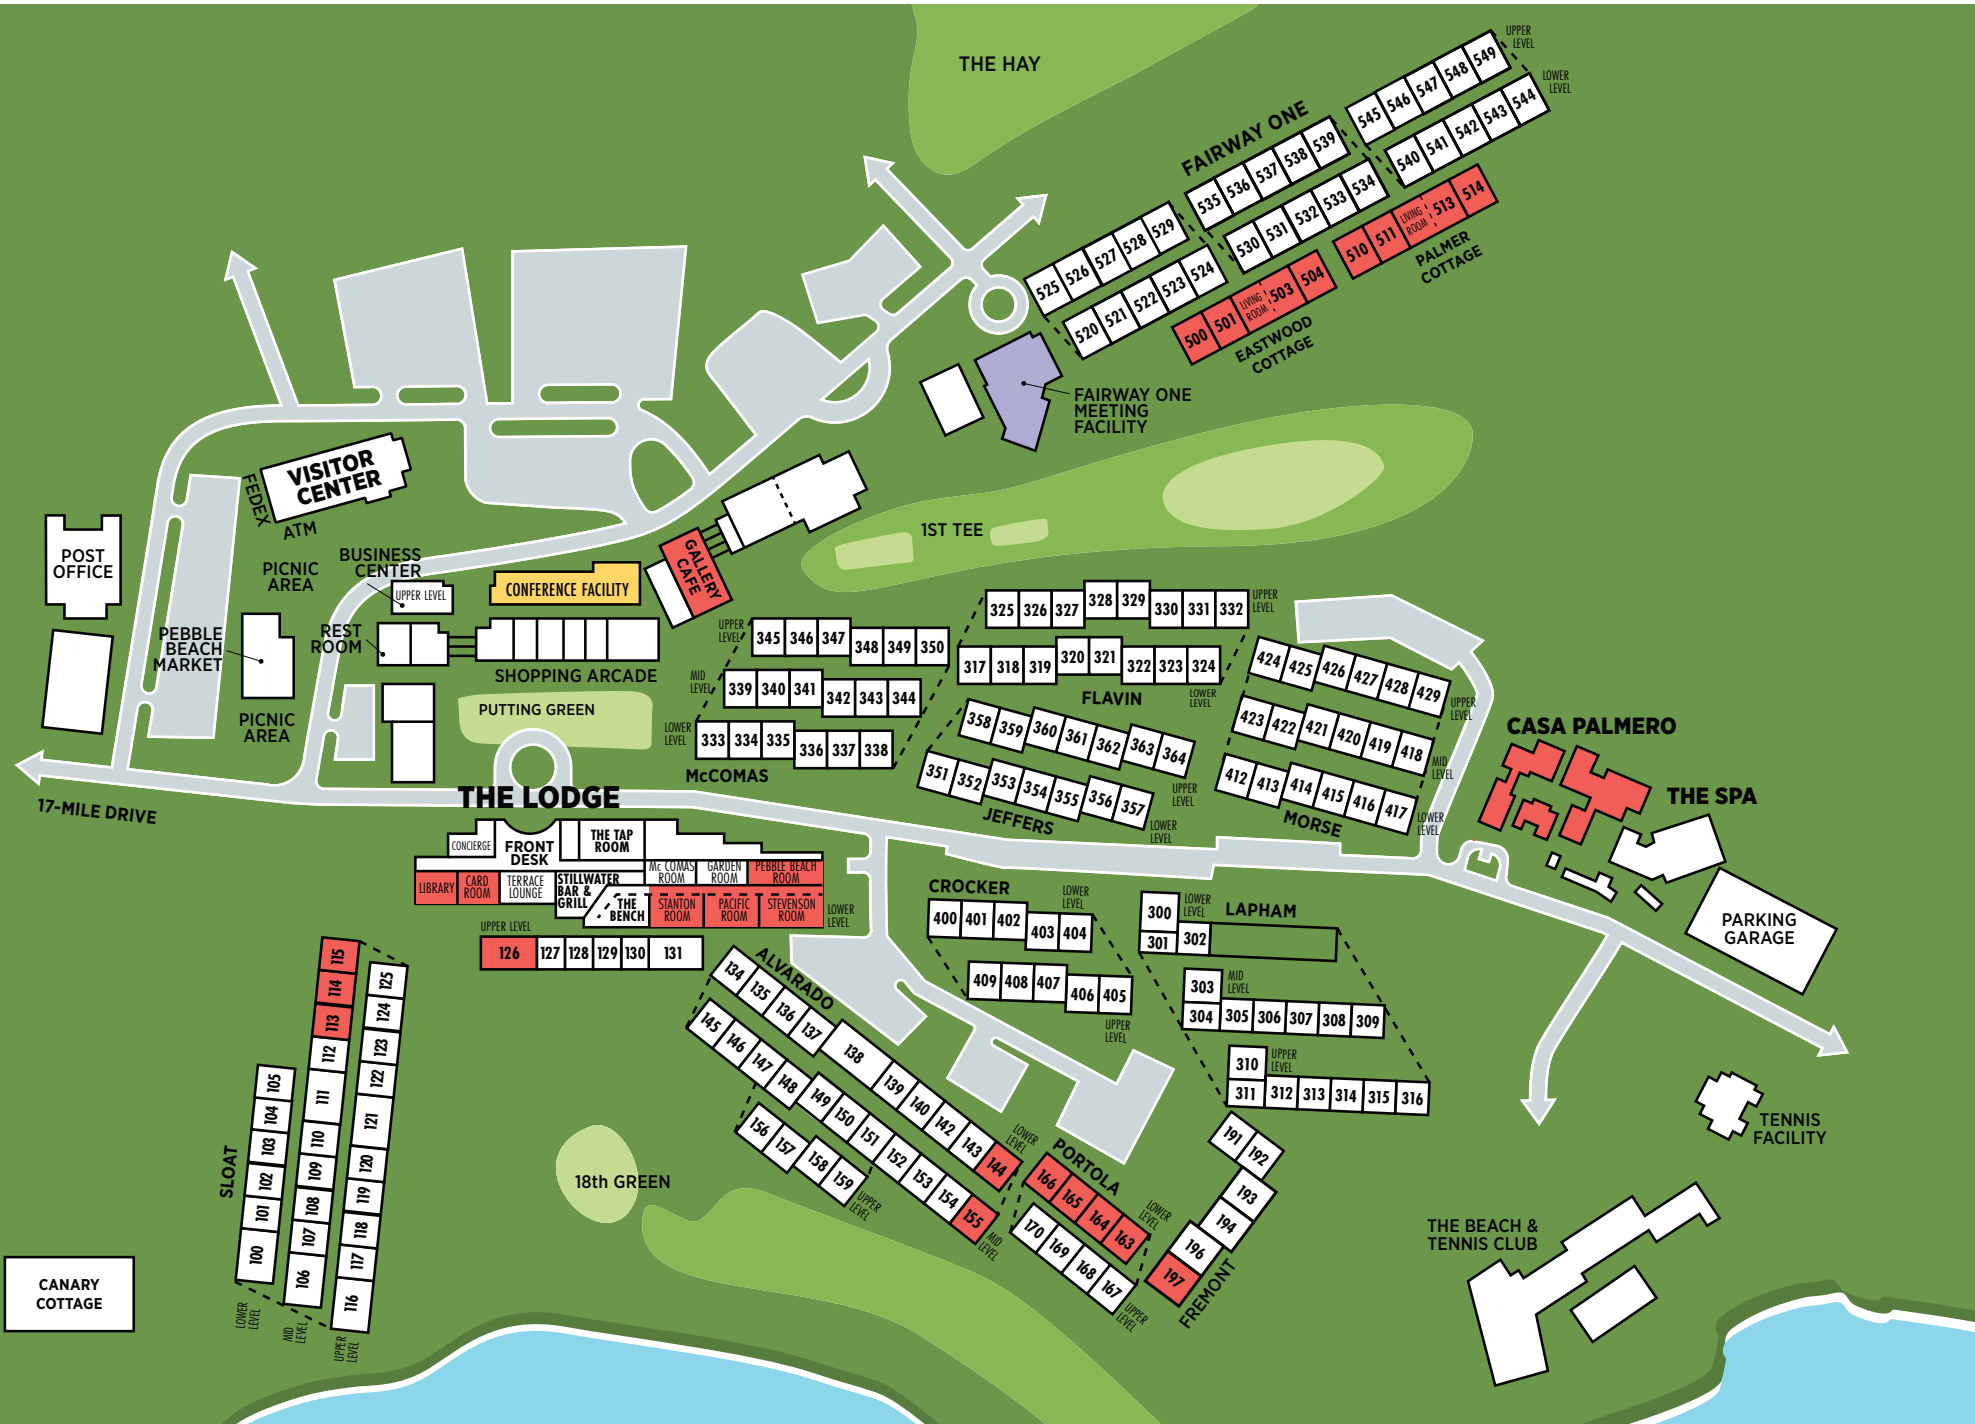 THE HAY
FAIRWAY ONE
UPPER
LEVEL
LOWER
LEVEL
545 546 547 548 549
540 541 542 543 544
535 536 537 538 539
530 531 532 533 534
525 526 527 528 529
520 521 522 523 524
510 511 LIVING ROOM 513 514
PALMER
COTTAGE
500 501 LIVING ROOM 503 504
EASTWOOD
COTTAGE
FAIRWAY ONE
MEETING
FACILITY
1ST TEE
VISITOR
CENTER
FEDEX
ATM
POST
OFFICE
PICNIC
AREA
BUSINESS
CENTER
UPPER LEVEL
CONFERENCE FACILITY
GALLERY
CAFE
PEBBLE
BEACH
MARKET
REST
ROOM
SHOPPING ARCADE
PUTTING GREEN
PICNIC
AREA
17-MILE DRIVE
UPPER
LEVEL
345 346 347 348 349 350
MID
LEVEL
339 340 341 342 343 344
LOWER
LEVEL
333 334 335 336 337 338
McCOMAS
325 326 327 328 329 330 331 332
UPPER
LEVEL
317 318 319 320 321 322 323 324
LOWER
LEVEL
FLAVIN
358 359 360 361 362 363 364
UPPER
LEVEL
351 352 353 354 355 356 357
LOWER
LEVEL
JEFFERS
424 425 426 427 428 429
UPPER
LEVEL
423 422 421 420 419 418
MID
LEVEL
412 413 414 415 416 417
LOWER
LEVEL
MORSE
CASA PALMERO
THE SPA
PARKING
GARAGE
THE LODGE
CONCIERGE
FRONT
DESK
THE TAP
ROOM
LIBRARY
CARD
ROOM
TERRACE
LOUNGE
STILLWATER
BAR &
GRILL
THE
BENCH
Mc COMAS
ROOM
GARDEN
ROOM
PEBBLE BEACH
ROOM
STANTON
ROOM
PACIFIC
ROOM
STEVENSON
ROOM
LOWER
LEVEL
UPPER LEVEL
126 127 128 129 130 131
CROCKER
LOWER
LEVEL
400 401 402 403 404
409 408 407 406 405
UPPER
LEVEL
LAPHAM
300
LOWER
LEVEL
301 302
303
MID
LEVEL
304 305 306 307 308 309
310
UPPER
LEVEL
311 312 313 314 315 316
ALVARADO
134 135 136 137 138 139 140 142 143 144
LOWER
LEVEL
145 146 147 148 149 150 151 152 153 154 155
MID
LEVEL
156 157 158 159
UPPER
LEVEL
PORTOLA
166 165 164 163
LOWER
LEVEL
170 169 168 167
UPPER
LEVEL
191 192
193
194
196
197
FREMONT
SLOAT
105 104 103 102 101 100
LOWER
LEVEL
115 114 113 112 111 110 109 108 107 106
MID
LEVEL
125 124 123 122 121 120 119 118 117 116
UPPER
LEVEL
18th GREEN
CANARY
COTTAGE
TENNIS
FACILITY
THE BEACH &
TENNIS CLUB